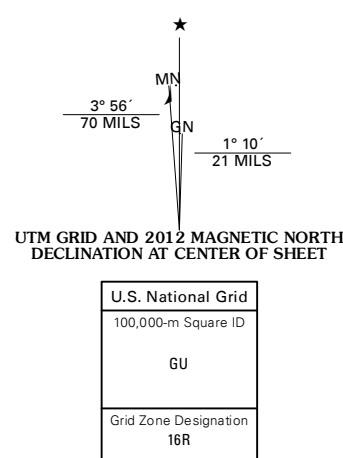 ★
MN
3° 56´
70 MILS
GN
1° 10´
21 MILS
UTM GRID AND 2012 MAGNETIC NORTH
DECLINATION AT CENTER OF SHEET
U.S. National Grid
100,000-m Square ID
GU
Grid Zone Designation
16R